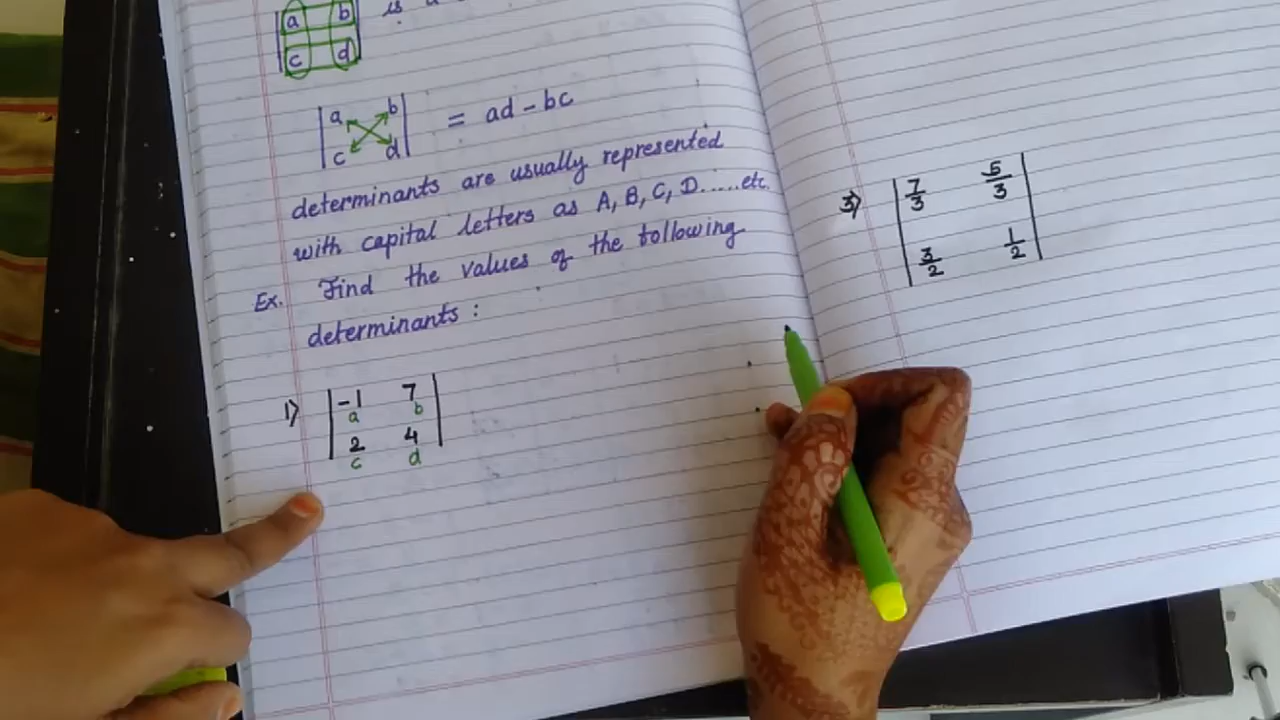 a b is a
c d
a b
c d = ad - bc
determinants are usually represented
with capital letters as A, B, C, D.....etc.
Ex. Find the values of the following
determinants :
1) -1 7
a b
2 4
c d
3) 7/3 5/3
3/2 1/2